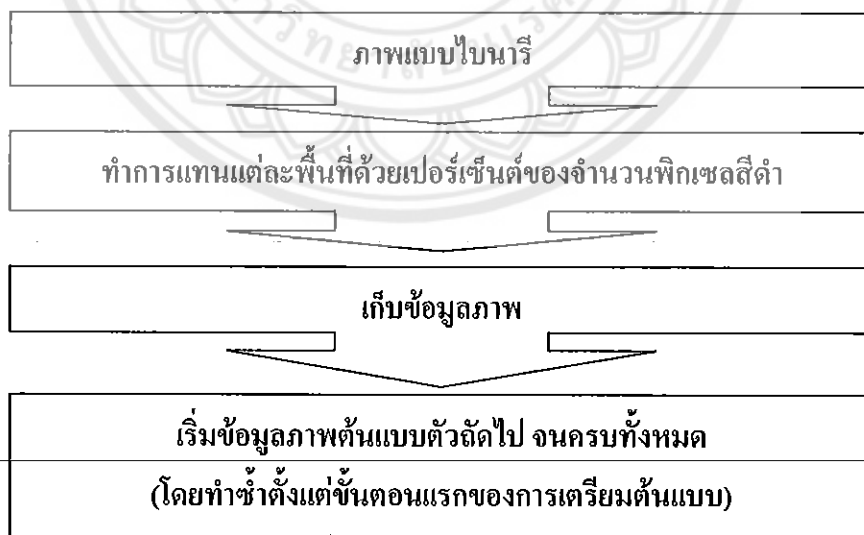 ภาพแบบไบนารี
ทำการแทนแต่ละพื้นที่ด้วยเปอร์เซ็นต์ของจำนวนพิกเซลสีดำ
เก็บข้อมูลภาพ
เริ่มข้อมูลภาพต้นแบบตัวถัดไป จนครบทั้งหมด
(โดยทำซ้ำตั้งแต่ขั้นตอนแรกของการเตรียมต้นแบบ)